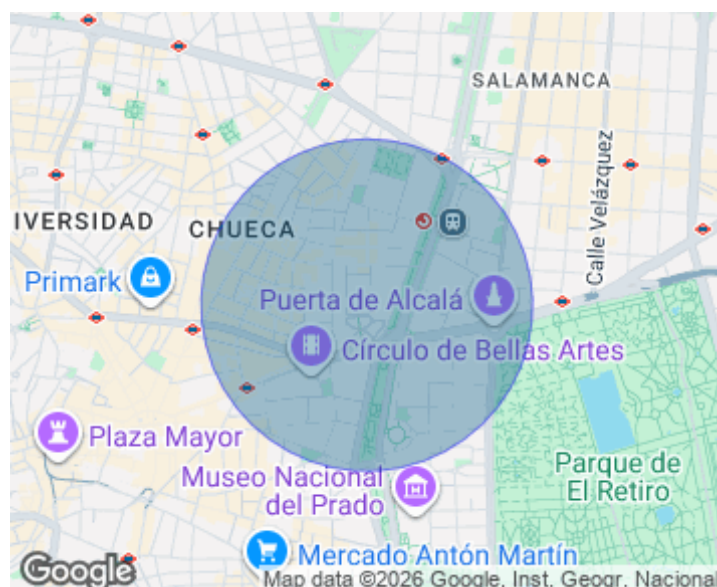 SALAMANCA
Calle Velázquez
IVERSIDAD
CHUECA
Primark
Puerta de Alcalá
Círculo de Bellas Artes
Plaza Mayor
Museo Nacional
del Prado
Parque de
El Retiro
Mercado Antón Martín
Google
Map data ©2026 Google, Inst. Geogr. Nacional